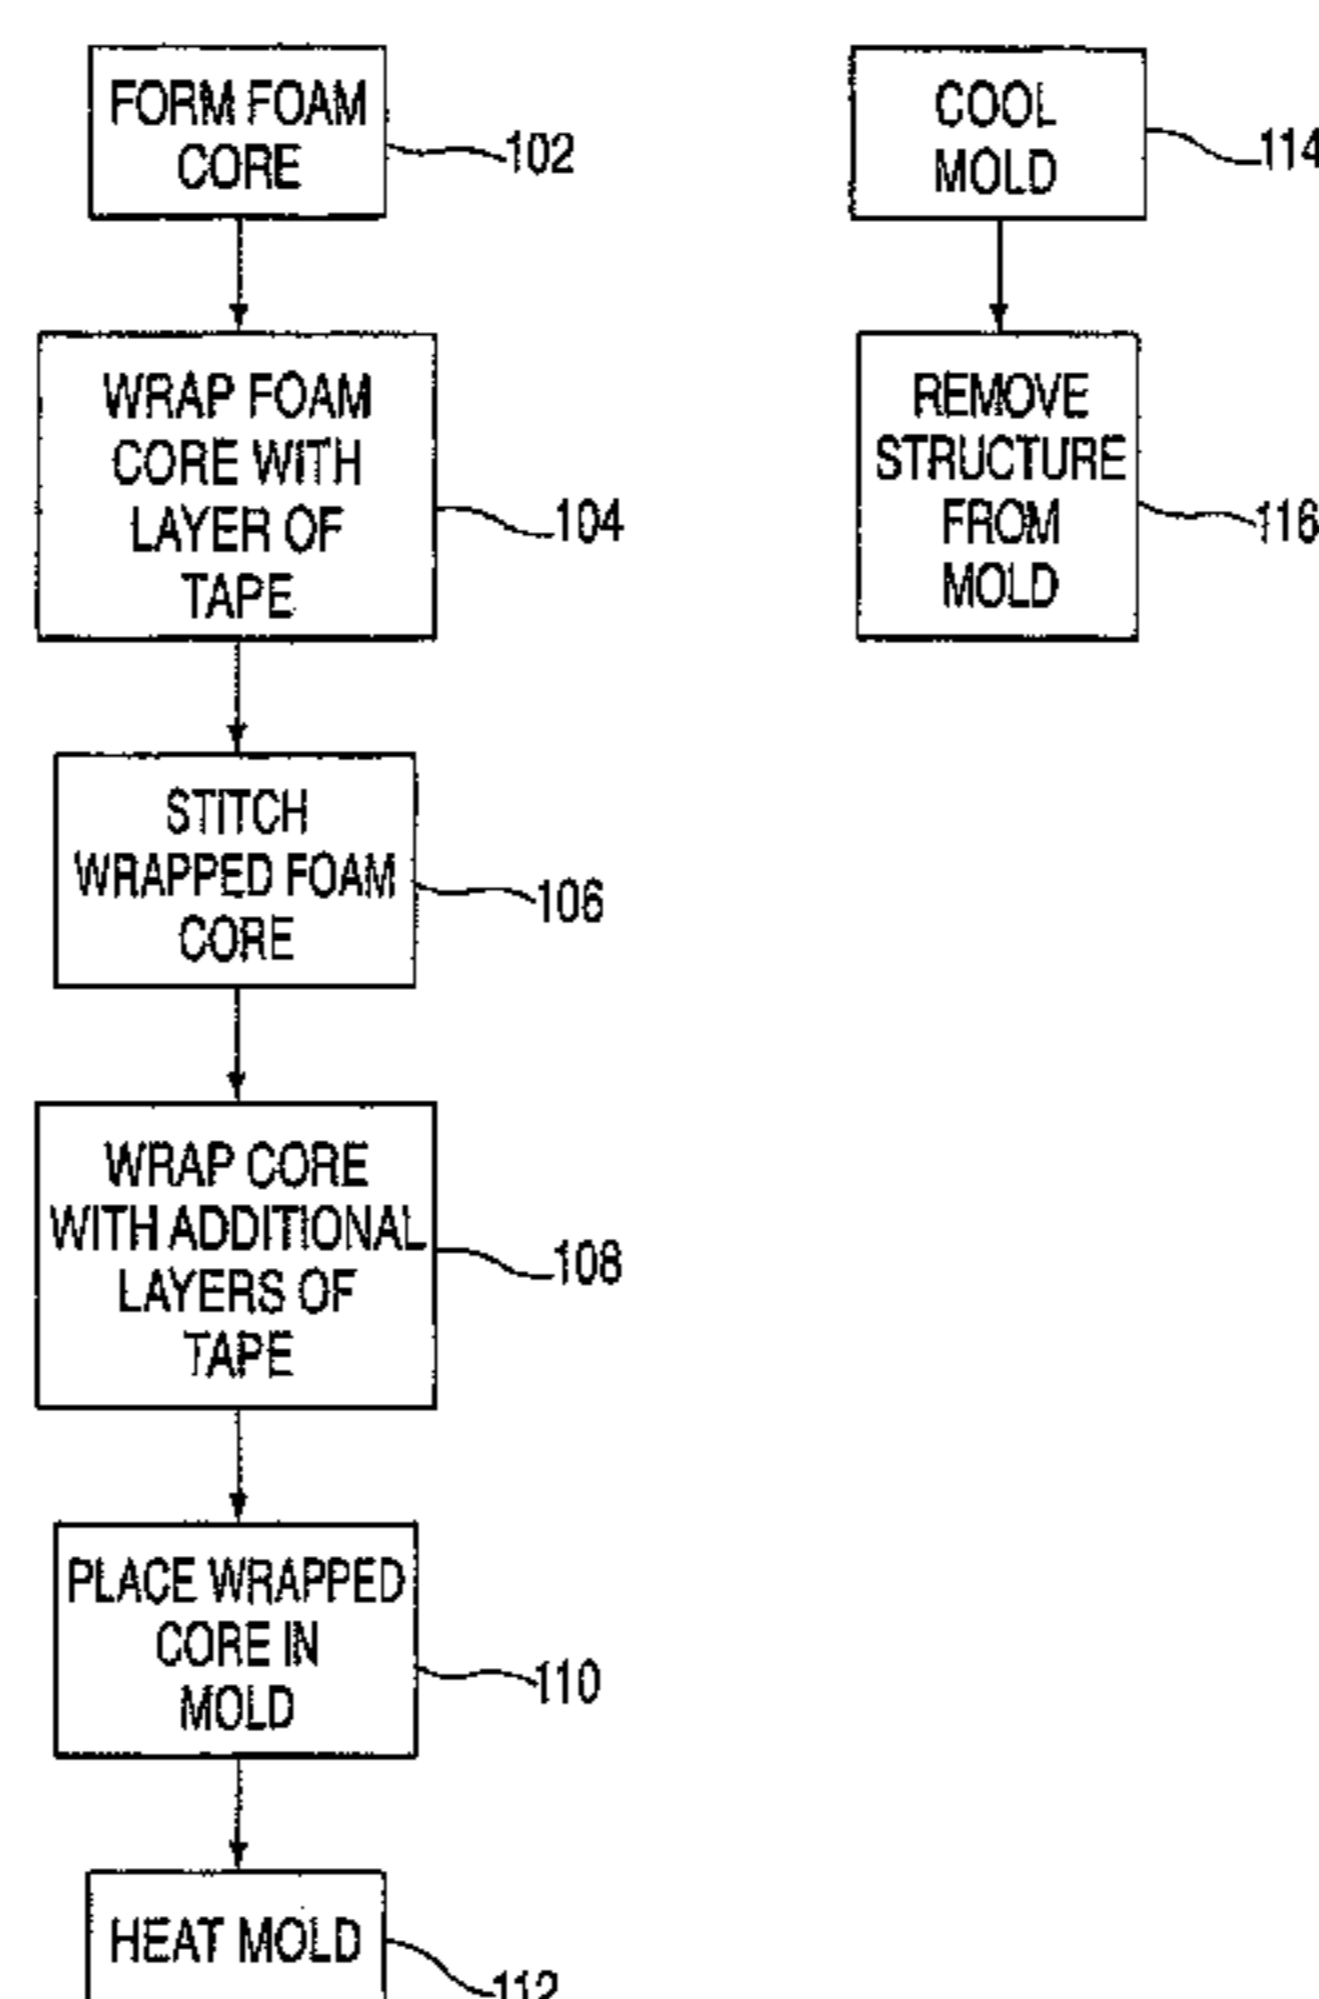 FORM FOAM
CORE
102
WRAP FOAM
CORE WITH
LAYER OF
TAPE
104
STITCH
WRAPPED FOAM
CORE
106
WRAP CORE
WITH ADDITIONAL
LAYERS OF
TAPE
108
PLACE WRAPPED
CORE IN
MOLD
110
HEAT MOLD
112
COOL
MOLD
114
REMOVE
STRUCTURE
FROM
MOLD
116